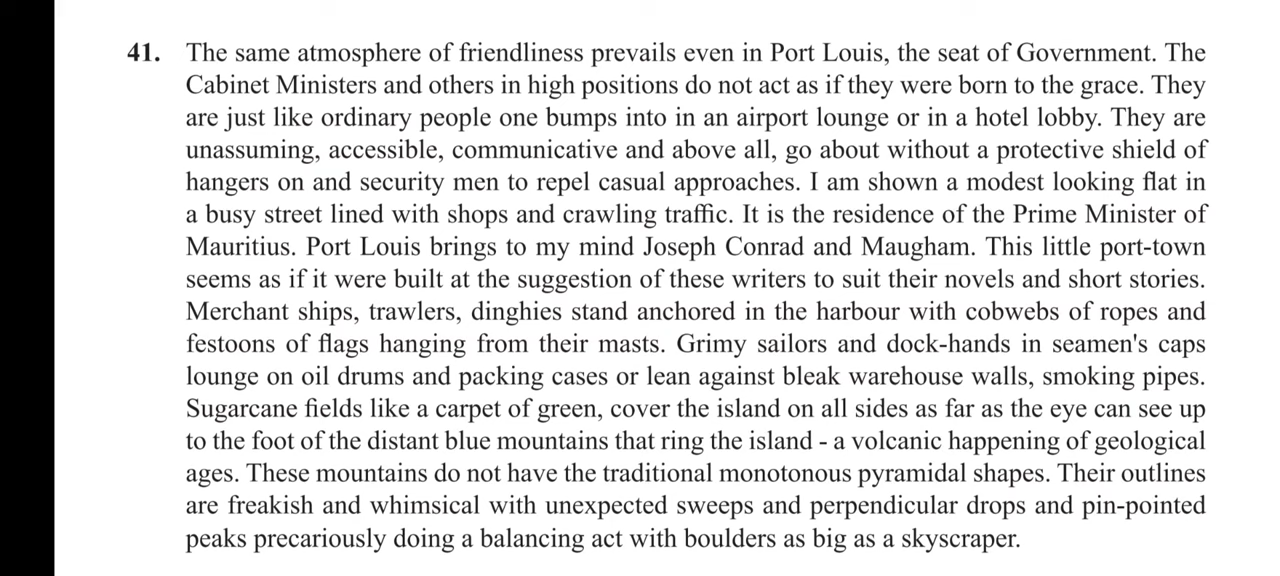 41. The same atmosphere of friendliness prevails even in Port Louis, the seat of Government. The
Cabinet Ministers and others in high positions do not act as if they were born to the grace. They
are just like ordinary people one bumps into in an airport lounge or in a hotel lobby. They are
unassuming, accessible, communicative and above all, go about without a protective shield of
hangers on and security men to repel casual approaches. I am shown a modest looking flat in
a busy street lined with shops and crawling traffic. It is the residence of the Prime Minister of
Mauritius. Port Louis brings to my mind Joseph Conrad and Maugham. This little port-town
seems as if it were built at the suggestion of these writers to suit their novels and short stories.
Merchant ships, trawlers, dinghies stand anchored in the harbour with cobwebs of ropes and
festoons of flags hanging from their masts. Grimy sailors and dock-hands in seamen's caps
lounge on oil drums and packing cases or lean against bleak warehouse walls, smoking pipes.
Sugarcane fields like a carpet of green, cover the island on all sides as far as the eye can see up
to the foot of the distant blue mountains that ring the island - a volcanic happening of geological
ages. These mountains do not have the traditional monotonous pyramidal shapes. Their outlines
are freakish and whimsical with unexpected sweeps and perpendicular drops and pin-pointed
peaks precariously doing a balancing act with boulders as big as a skyscraper.